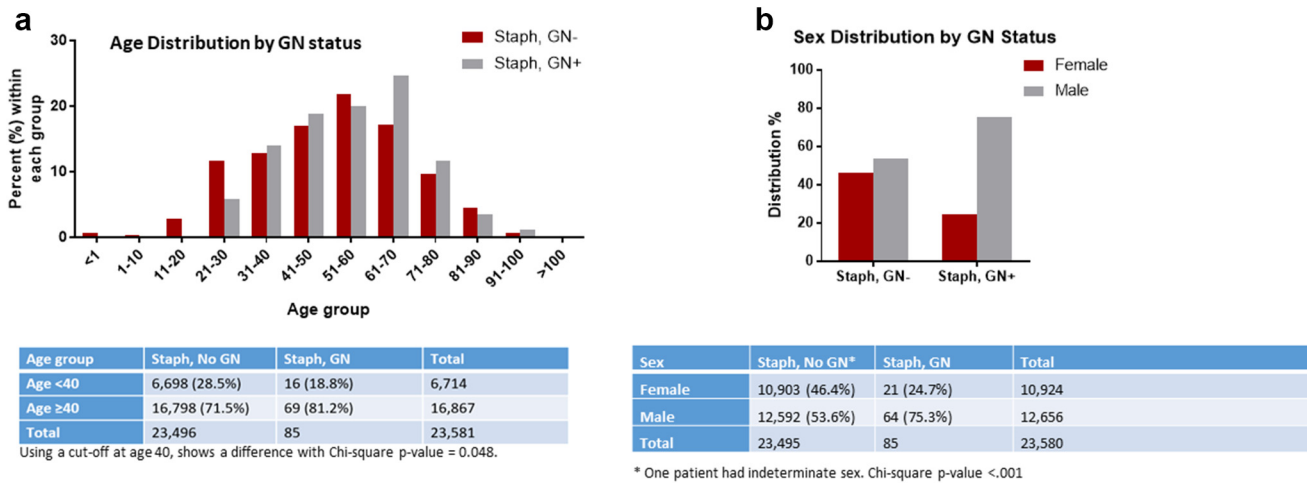 a
Age Distribution by GN status
Staph, GN-
Staph, GN+
Percent (%) within
each group
30
20
10
0
<1
1-10
11-20
21-30
31-40
41-50
51-60
61-70
71-80
81-90
91-100
>100
Age group
Age group Staph, No GN Staph, GN Total
Age <40 6,698 (28.5%) 16 (18.8%) 6,714
Age ≥40 16,798 (71.5%) 69 (81.2%) 16,867
Total 23,496 85 23,581
Using a cut-off at age 40, shows a difference with Chi-square p-value = 0.048.
b
Sex Distribution by GN Status
Female
Male
Distribution %
100
80
60
40
20
0
Staph, GN-
Staph, GN+
Sex Staph, No GN* Staph, GN Total
Female 10,903 (46.4%) 21 (24.7%) 10,924
Male 12,592 (53.6%) 64 (75.3%) 12,656
Total 23,495 85 23,580
* One patient had indeterminate sex. Chi-square p-value <.001